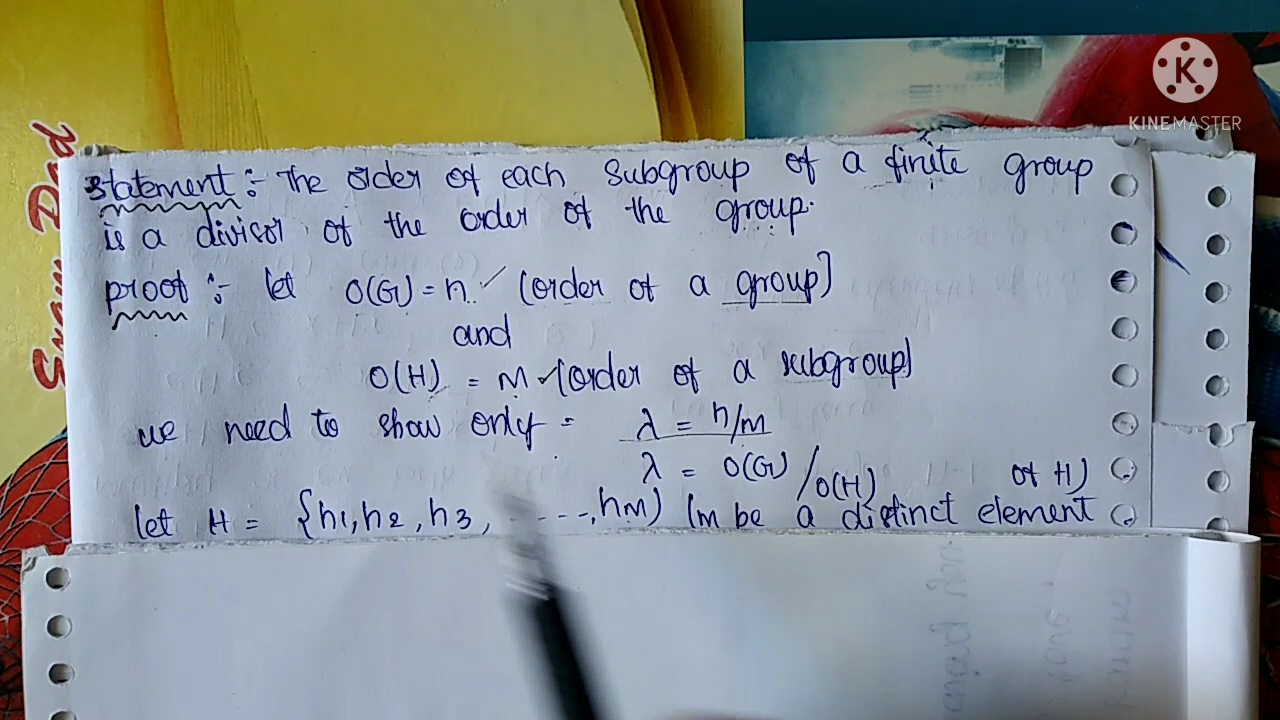 KINEMASTER
Exam Pad
Statement :- The order of each subgroup of a finite group
is a divisor of the order of the group.
proof :- let O(G) = n ✓ (order of a group)
and
O(H) = m ✓ (order of a subgroup)
we need to show only = λ = n/m
λ = O(G) / O(H)
let H = {h1, h2, h3, ....., hm) (m be a distinct element of H)